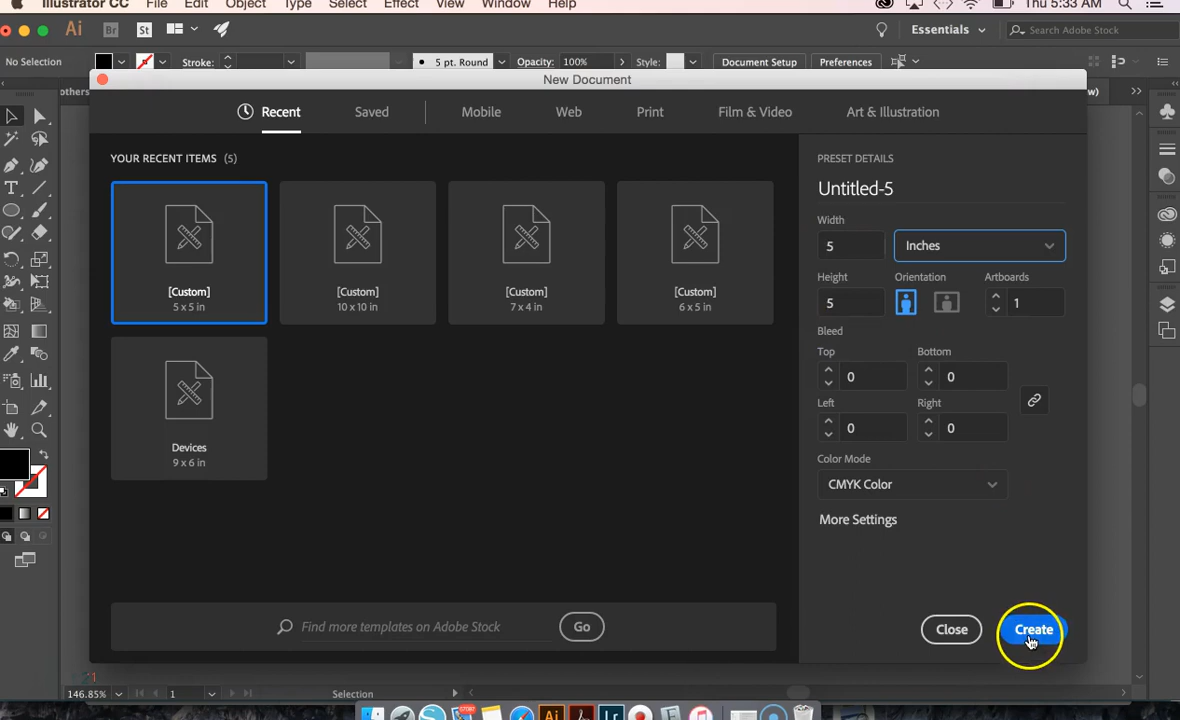 Illustrator CC File Edit Object Type Select Effect View Window Help Thu 5:33 AM
Ai Br St Essentials Search Adobe Stock
No Selection Stroke: 5 pt. Round Opacity: 100% Style: Document Setup Preferences
New Document
Recent Saved Mobile Web Print Film & Video Art & Illustration
YOUR RECENT ITEMS (5)
[Custom]
5 x 5 in
[Custom]
10 x 10 in
[Custom]
7 x 4 in
[Custom]
6 x 5 in
Devices
9 x 6 in
Find more templates on Adobe Stock Go
PRESET DETAILS
Untitled-5
Width
5 Inches
Height Orientation Artboards
5 1
Bleed
Top Bottom
0 0
Left Right
0 0
Color Mode
CMYK Color
More Settings
Close Create
146.85% 1 Selection
Ai Lr